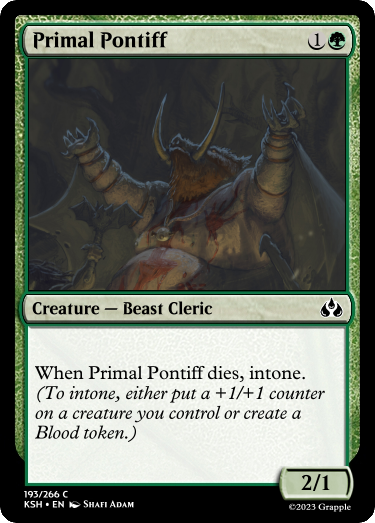 Primal Pontiff 1
Creature — Beast Cleric
When Primal Pontiff dies, intone.
(To intone, either put a +1/+1 counter
on a creature you control or create a
Blood token.)
2/1
193/266 C
KSH • EN Shafi Adam
©2023 Grapple